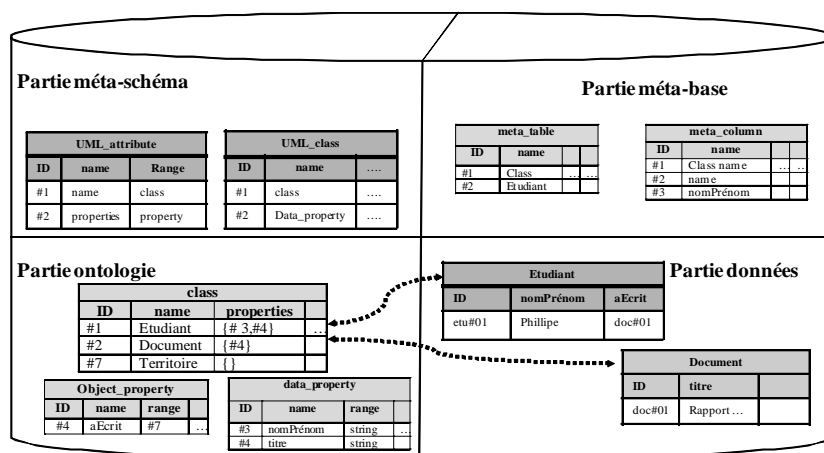 Partie méta-schéma
UML_attribute
ID name Range
#1 name class
#2 properties property
UML_class
ID name ....
#1 class ....
#2 Data_property ....
Partie méta-base
meta_table
ID name
#1 Class ... ...
#2 Etudiant
meta_column
ID name
#1 Class name ... ...
#2 name
#3 nomPrénom
Partie ontologie
class
ID name properties
#1 Etudiant {# 3,#4} ...
#2 Document {#4}
#7 Territoire {}
Object_property
ID name range
#4 aEcrit #7 ...
data_property
ID name range
#3 nomPrénom string ...
#4 titre string
Partie données
Etudiant
ID nomPrénom aEcrit
etu#01 Phillipe doc#01
Document
ID titre
doc#01 Rapport ...